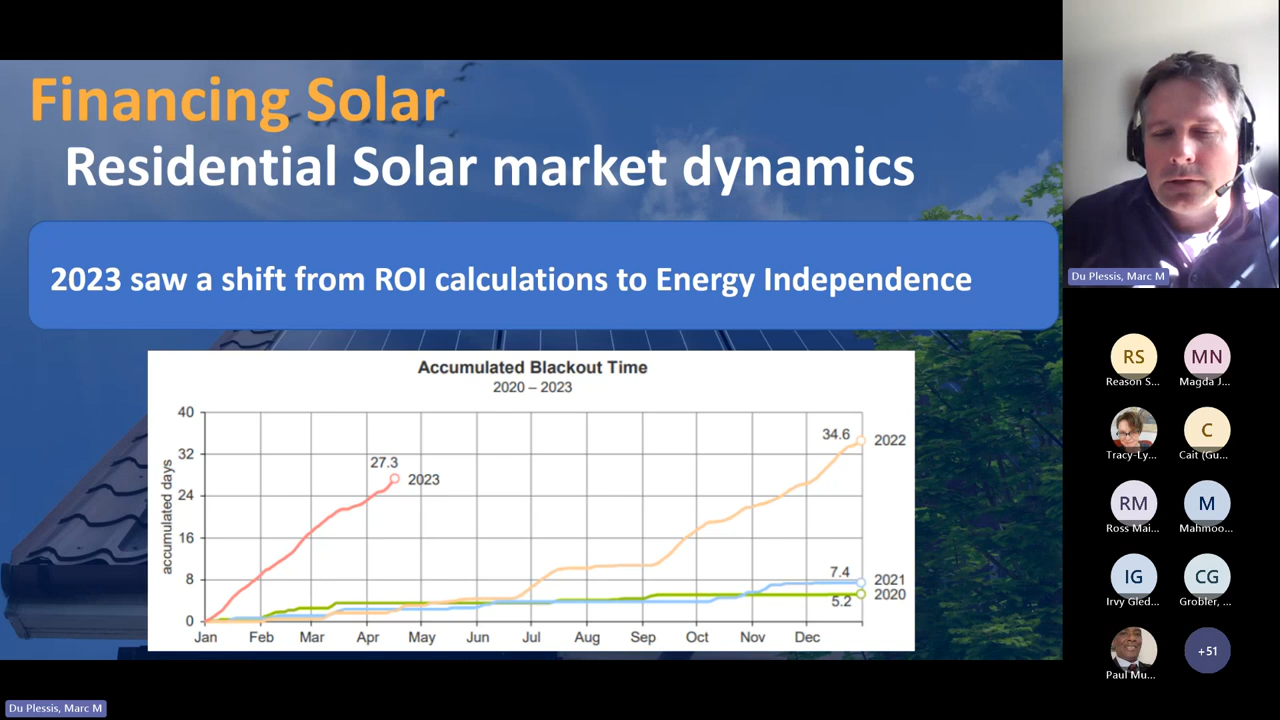 Financing Solar
Residential Solar market dynamics
2023 saw a shift from ROI calculations to Energy Independence
Accumulated Blackout Time
2020 – 2023
accumulated days
40
32
24
16
8
0
Jan Feb Mar Apr May Jun Jul Aug Sep Oct Nov Dec
27.3
2023
34.6
2022
7.4
2021
5.2
2020
Du Plessis, Marc M
RS
MN
Reason S...
Magda J...
C
Tracy-Ly...
Cait (Gu...
RM
M
Ross Mai...
Mahmoo...
IG
CG
Irvy Gled...
Grobler, ...
+51
Paul Mu...
Du Plessis, Marc M